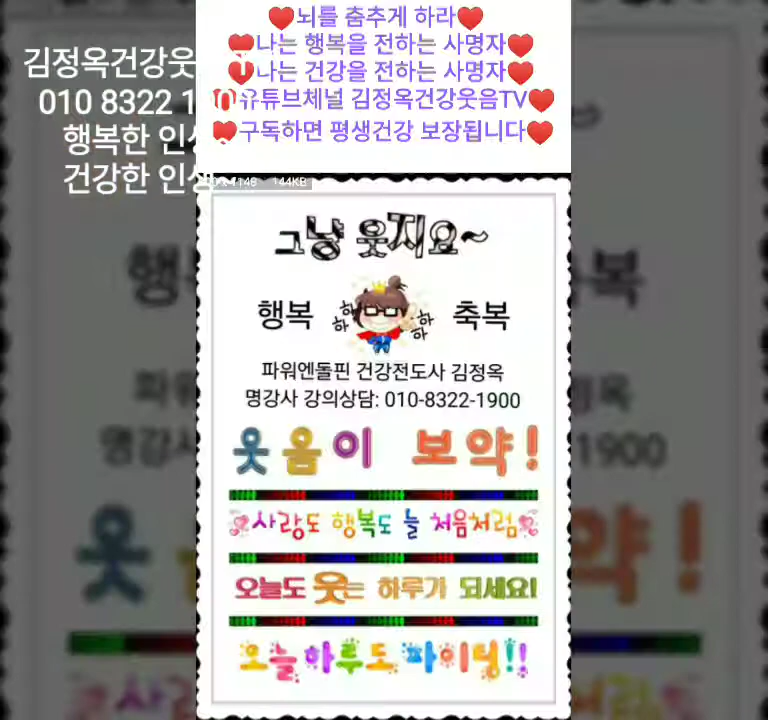 ❤️뇌를 춤추게 하라❤️
❤️나는 행복을 전하는 사명자❤️
❤️나는 건강을 전하는 사명자❤️
유튜브체널 김정옥건강웃음TV❤️
❤️구독하면 평생건강 보장됩니다❤️
김정옥건강웃
010 8322 1900
행복한 인생
건강한 인생
그냥 웃지요~
행복 하하 하하 축복
파워엔돌핀 건강전도사 김정옥
명강사 강의상담: 010-8322-1900
웃음이 보약!
사랑도 행복도 늘 처음처럼
오늘도 웃는 하루가 되세요!
오늘하루도 파이팅!!